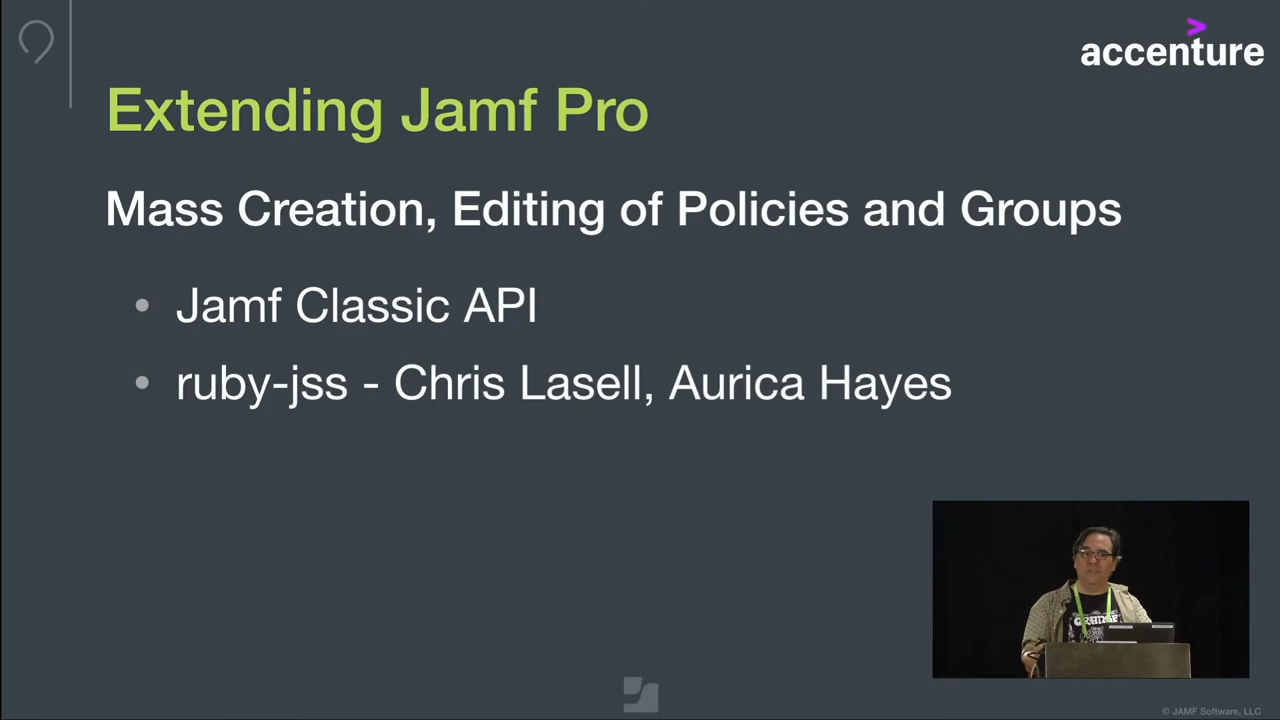 accenture
Extending Jamf Pro
Mass Creation, Editing of Policies and Groups
• Jamf Classic API
• ruby-jss - Chris Lasell, Aurica Hayes
© JAMF Software, LLC